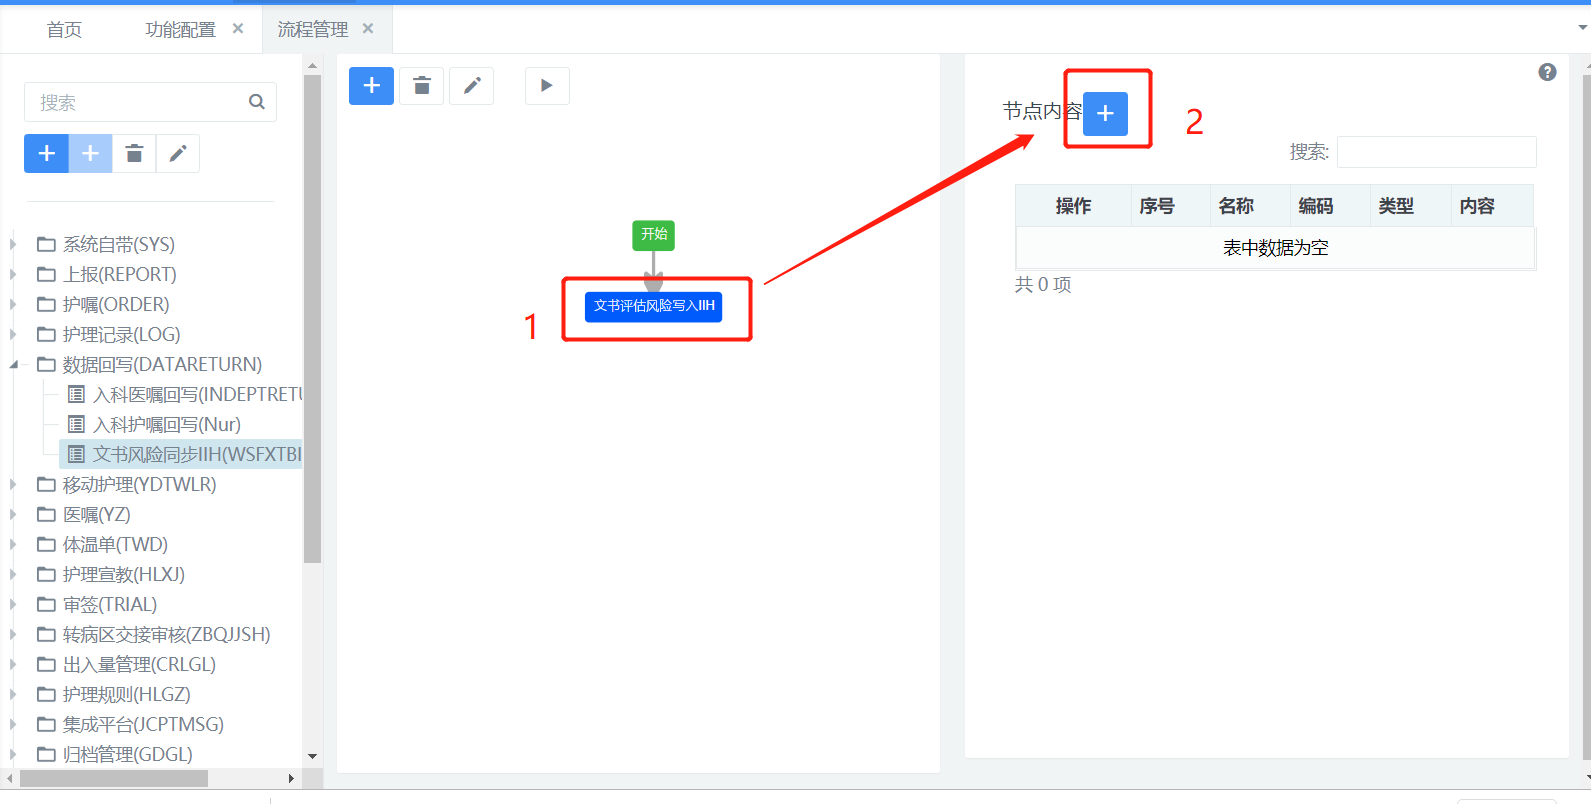 首页
功能配置 ×
流程管理 ×
搜索
系统自带(SYS)
上报(REPORT)
护嘱(ORDER)
护理记录(LOG)
数据回写(DATARETURN)
入科医嘱回写(INDEPTRETU
入科护嘱回写(Nur)
文书风险同步IIH(WSFXTBI
移动护理(YDTWLR)
医嘱(YZ)
体温单(TWD)
护理宣教(HLXJ)
审签(TRIAL)
转病区交接审核(ZBQJJSH)
出入量管理(CRLGL)
护理规则(HLGZ)
集成平台(JCPTMSG)
归档管理(GDGL)
开始
1
文书评估风险写入IIH
节点内容
2
搜索:
操作 序号 名称 编码 类型 内容
表中数据为空
共 0 项